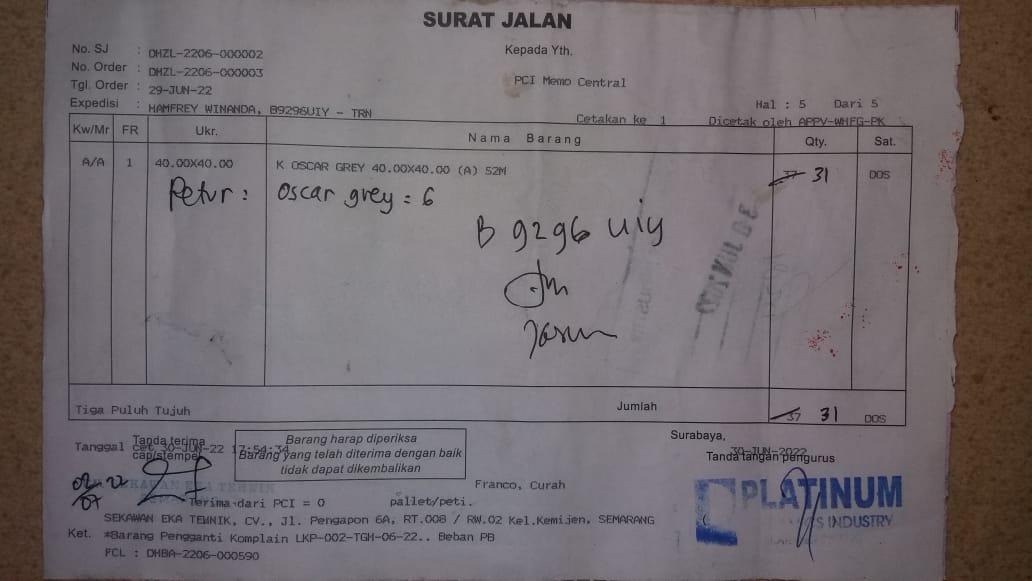 SURAT JALAN
No. SJ : DHZL-2206-000002
Kepada Yth.
No. Order : DHZL-2206-000003
PCI Memo Central
Tgl. Order : 29-JUN-22
Hal : 5 Dari 5
Expedisi : HAMFREY WINANDA, B9296UIY - TRN
Cetakan ke 1 Dicetak oleh APPV-WHFG-PK
Kw/Mr FR Ukr. Nama Barang Qty. Sat.
A/A 1 40.00X40.00 K OSCAR GREY 40.00X40.00 (A) 52M 37 31 DOS
Retur : Oscar grey = 6
B 9296 UIY
Tiga Puluh Tujuh Jumlah 37 31 DOS
Tanggal cet 30-JUN-22 17:54:34
Tanda terima
cap/stempel
Barang harap diperiksa
Barang yang telah diterima dengan baik
tidak dapat dikembalikan
Surabaya,
30-JUN-2022
Tanda tangan pengurus
Franco, Curah
Terima dari PCI = 0 pallet/peti.
PLATINUM
INDUSTRY
SEKAWAN EKA TEHNIK, CV., Jl. Pengapon 6A, RT.008 / RW.02 Kel.Kemijen, SEMARANG
Ket. *Barang Pengganti Komplain LKP-002-TGH-06-22.. Beban PB
FCL : DHBA-2206-000590